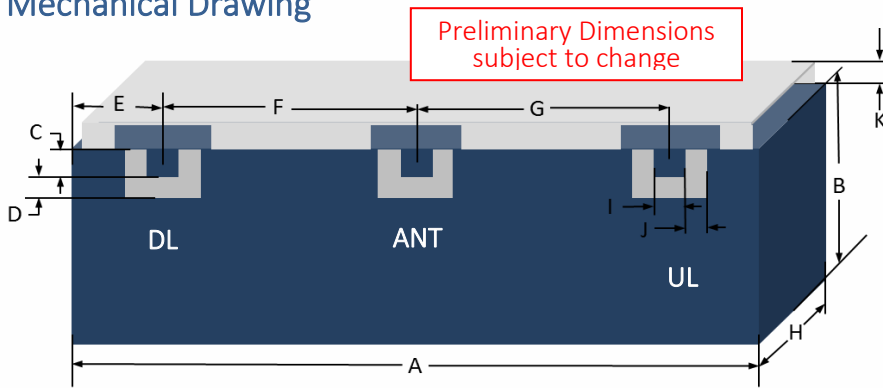 Mechanical Drawing
Preliminary Dimensions
subject to change
E
F
G
C
K
D
B
I
J
DL
ANT
UL
H
A